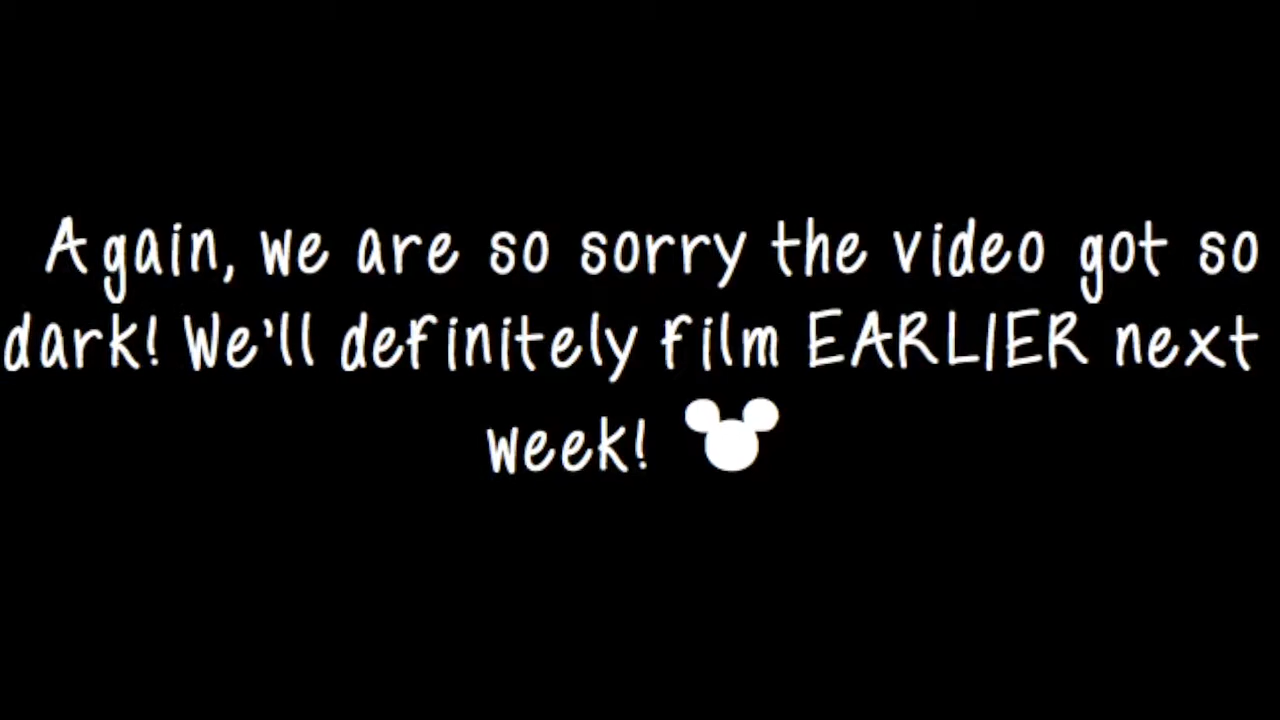 Again, we are so sorry the video got so
dark! We'll definitely film EARLIER next
week!